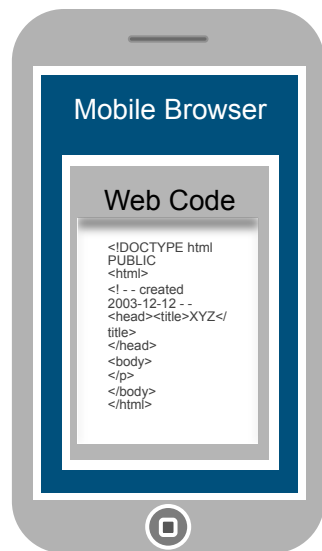 Mobile Browser
Web Code
<!DOCTYPE html
PUBLIC
<html>
<! - - created
2003-12-12 - -
<head><title>XYZ</
title>
</head>
<body>
</p>
</body>
</html>